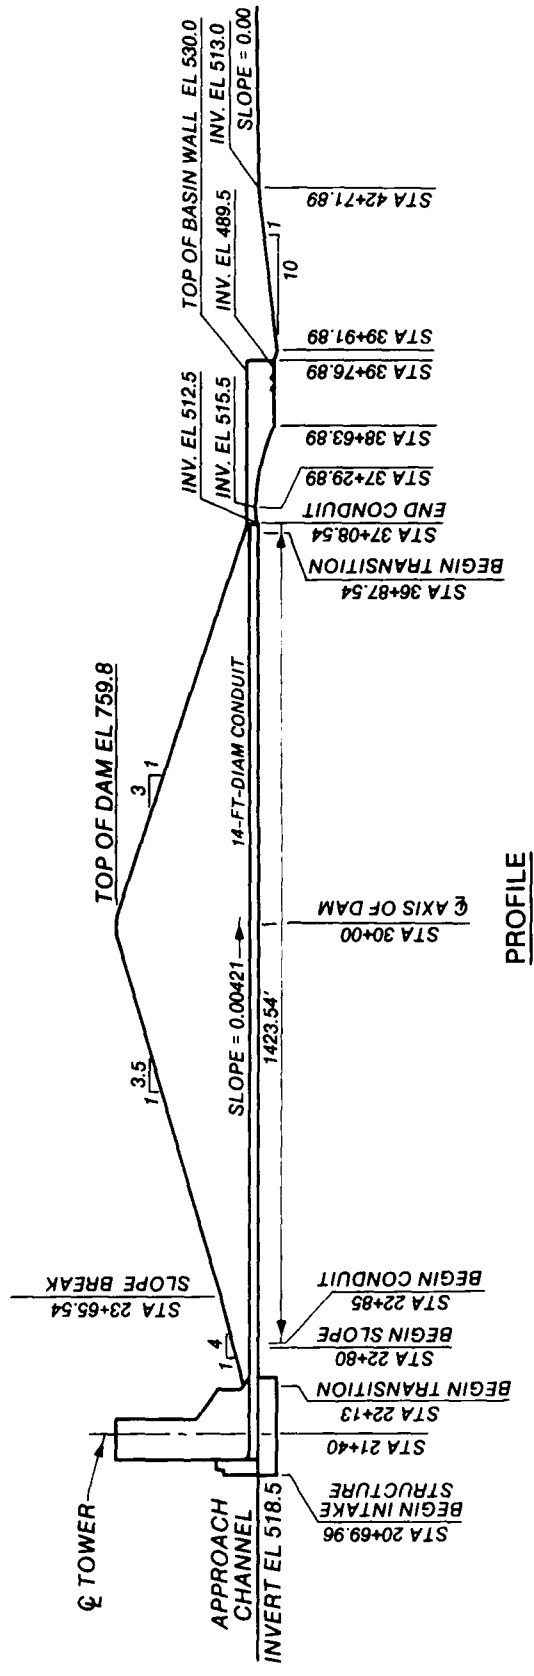 ℄ TOWER
APPROACH
CHANNEL
INVERT EL 518.5
STA 20+69.96
BEGIN INTAKE
STRUCTURE
STA 21+40
STA 22+13
BEGIN TRANSITION
STA 22+80
BEGIN SLOPE
STA 22+85
BEGIN CONDUIT
1
4
STA 23+65.54
SLOPE BREAK
1
3.5
SLOPE = 0.00421
1423.54'
STA 30+00
℄ AXIS OF DAM
TOP OF DAM EL 759.8
3
1
14-FT-DIAM CONDUIT
STA 36+87.54
BEGIN TRANSITION
STA 37+08.54
END CONDUIT
STA 37+29.89
STA 38+63.89
STA 39+76.89
STA 39+91.89
INV. EL 512.5
INV. EL 515.5
TOP OF BASIN WALL EL 530.0
INV. EL 489.5
10
1
STA 42+71.89
INV. EL 513.0
SLOPE = 0.00
PROFILE